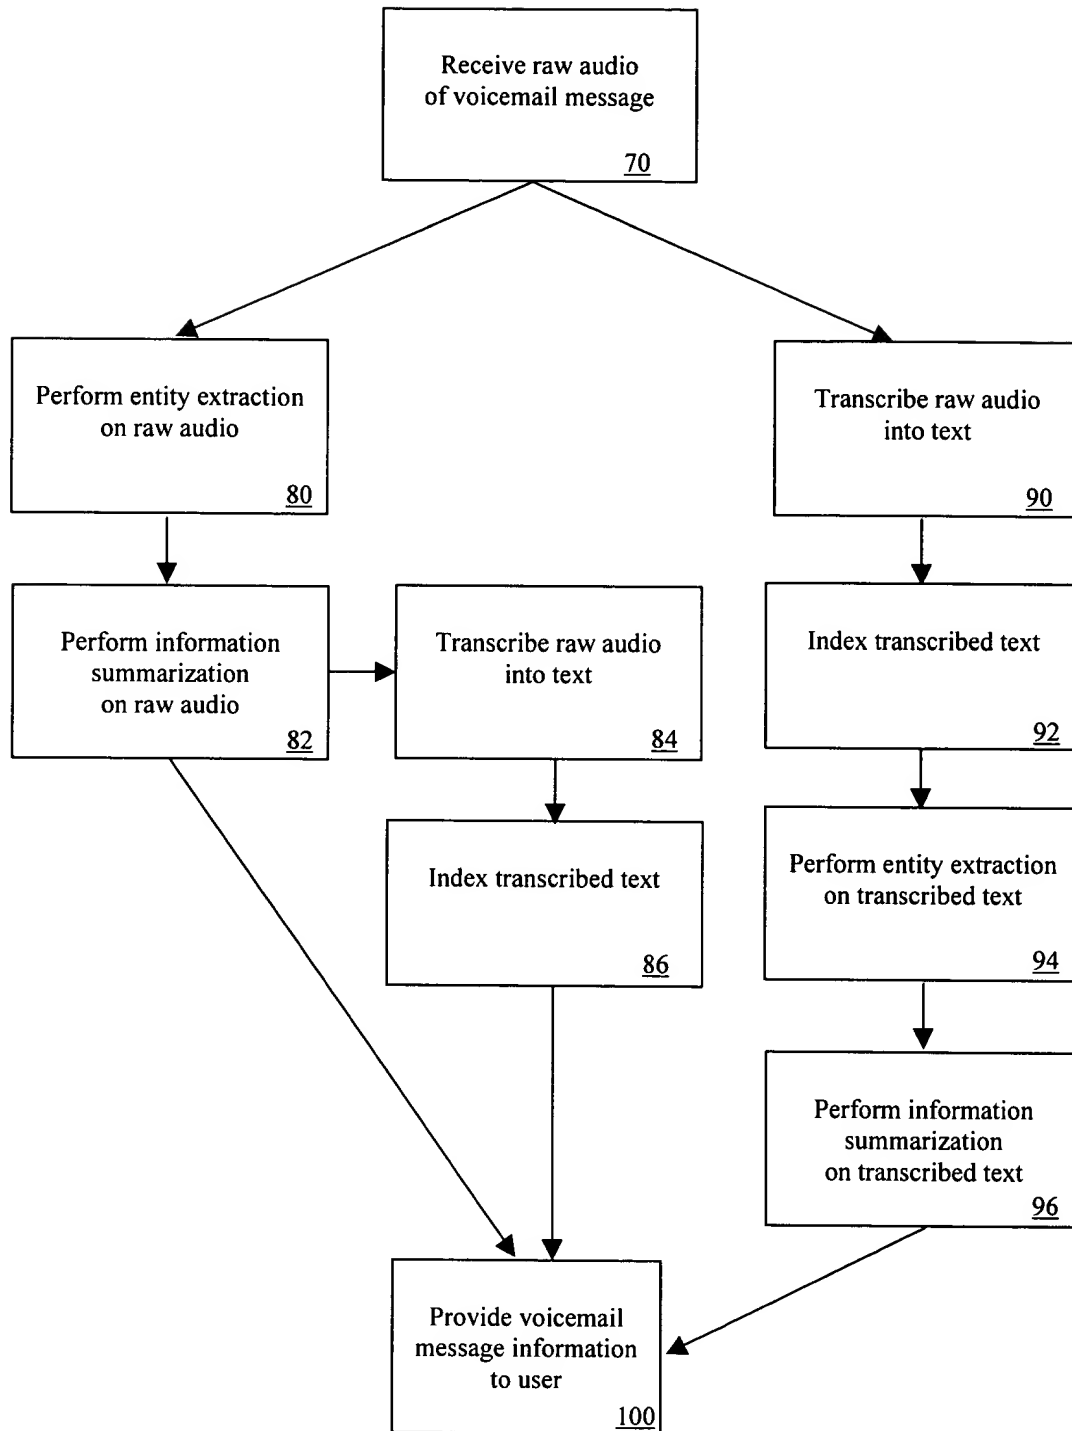 Receive raw audio
of voicemail message
70
Perform entity extraction
on raw audio
80
Transcribe raw audio
into text
90
Perform information
summarization
on raw audio
82
Transcribe raw audio
into text
84
Index transcribed text
92
Index transcribed text
86
Perform entity extraction
on transcribed text
94
Perform information
summarization
on transcribed text
96
Provide voicemail
message information
to user
100